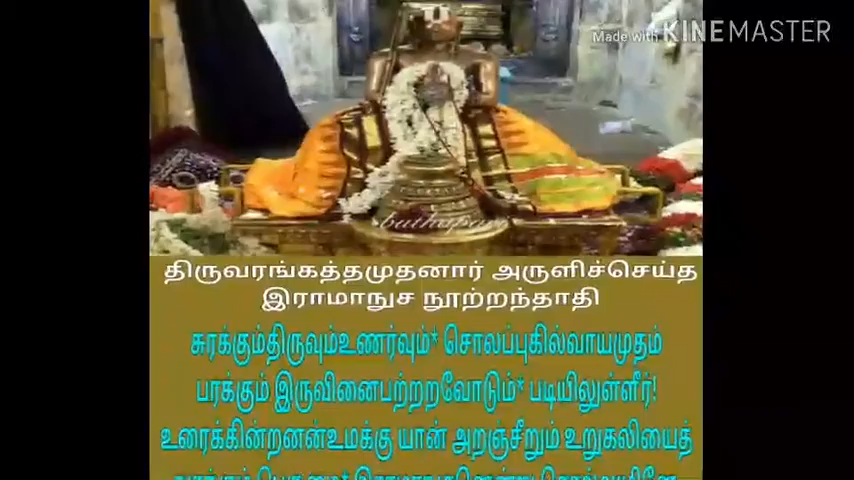 Made with KINEMASTER
திருவரங்கத்தமுதனார் அருளிச்செய்த
இராமாநுச நூற்றந்தாதி
சுரக்கும்திருவும்உணர்வும்* சொலப்புகில்வாயமுதம்
பரக்கும் இருவினைபற்றறவோடும்* படியிலுள்ளீர்!
உரைக்கின்றனன்உமக்கு யான் அறஞ்சீறும் உறுகலியைத்